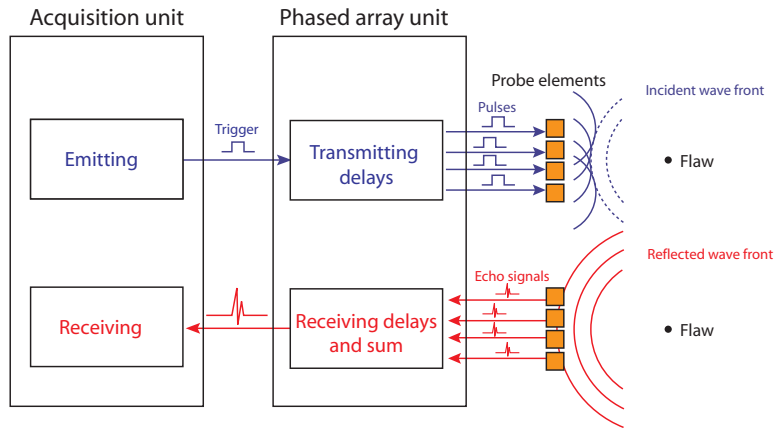 Acquisition unit
Phased array unit
Probe elements
Incident wave front
Pulses
Trigger
Emitting
Transmitting
delays
Flaw
Reflected wave front
Echo signals
Receiving
Receiving delays
and sum
Flaw